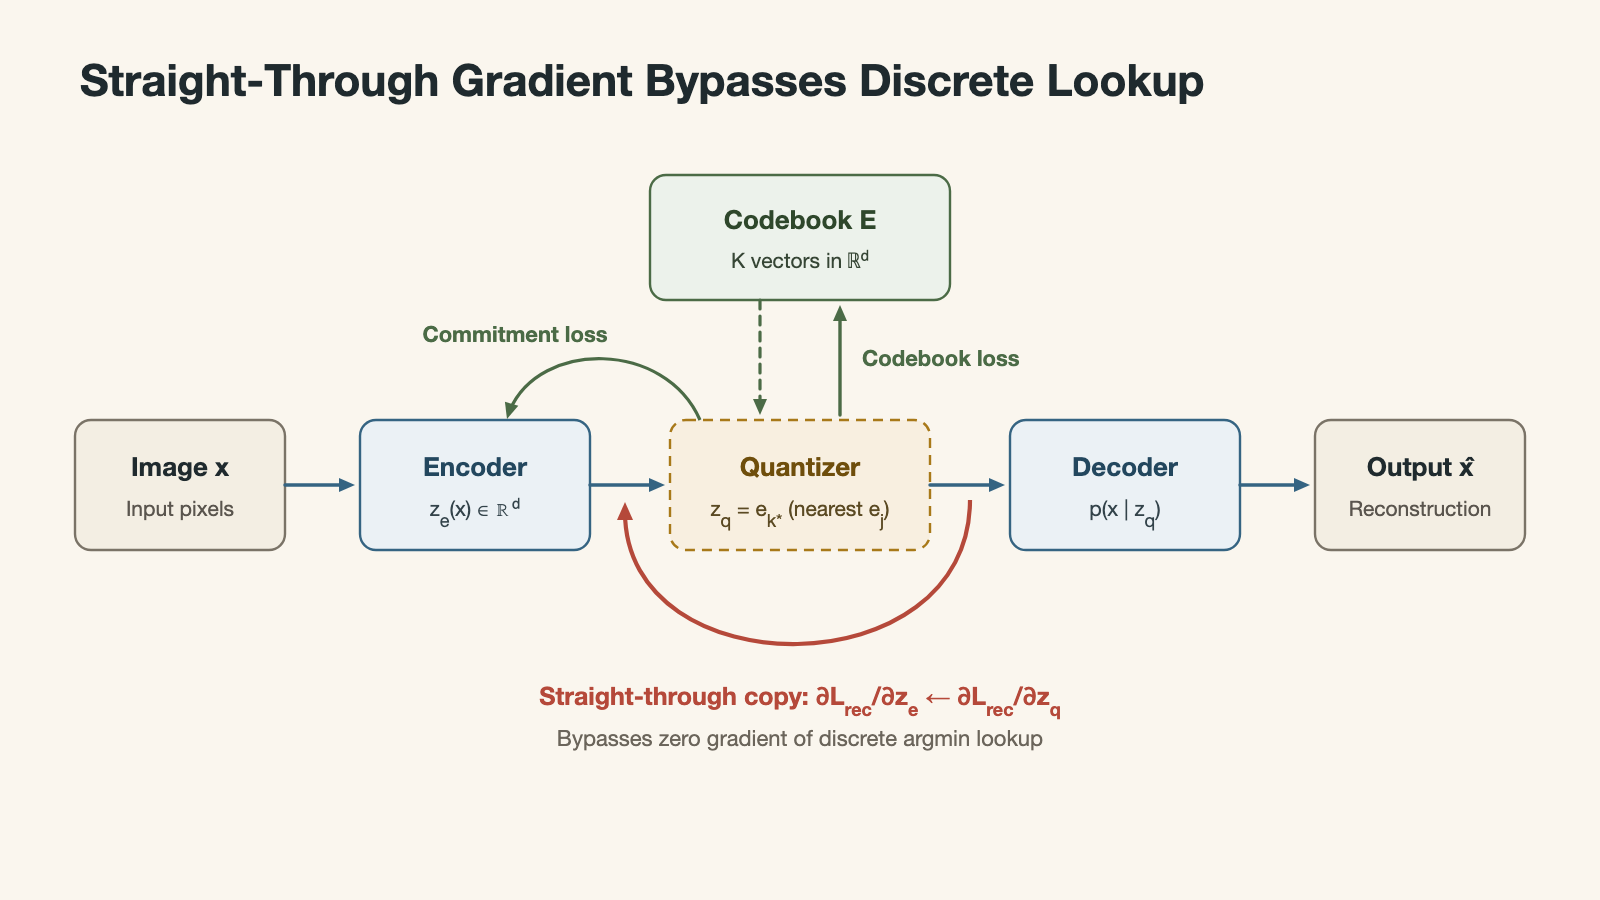 Straight-Through Gradient Bypasses Discrete Lookup
Codebook E
K vectors in ℝᵈ
Commitment loss
Codebook loss
Image x
Input pixels
Encoder
z_e(x) ∈ ℝ^d
Quantizer
z_q = e_k* (nearest e_j)
Decoder
p(x | z_q)
Output x̂
Reconstruction
Straight-through copy: ∂L_rec/∂z_e ← ∂L_rec/∂z_q
Bypasses zero gradient of discrete argmin lookup